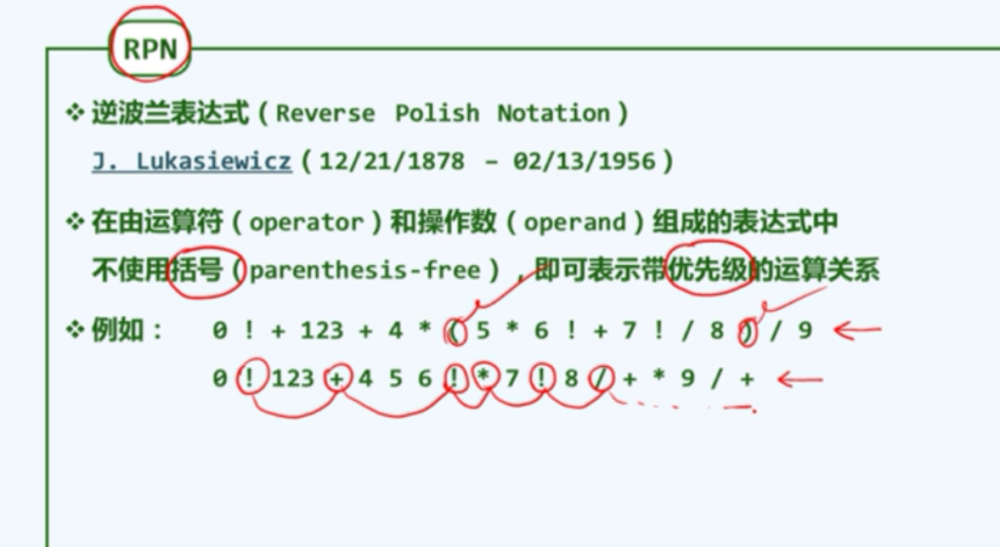 RPN
❖ 逆波兰表达式 ( Reverse Polish Notation )
J. Lukasiewicz ( 12/21/1878 – 02/13/1956 )
❖ 在由运算符 ( operator ) 和操作数 ( operand ) 组成的表达式中
不使用括号 ( parenthesis-free ) ，即可表示带优先级的运算关系
❖ 例如： 0 ! + 123 + 4 * ( 5 * 6 ! + 7 ! / 8 ) / 9
0 ! 123 + 4 5 6 ! * 7 ! 8 / + * 9 / +